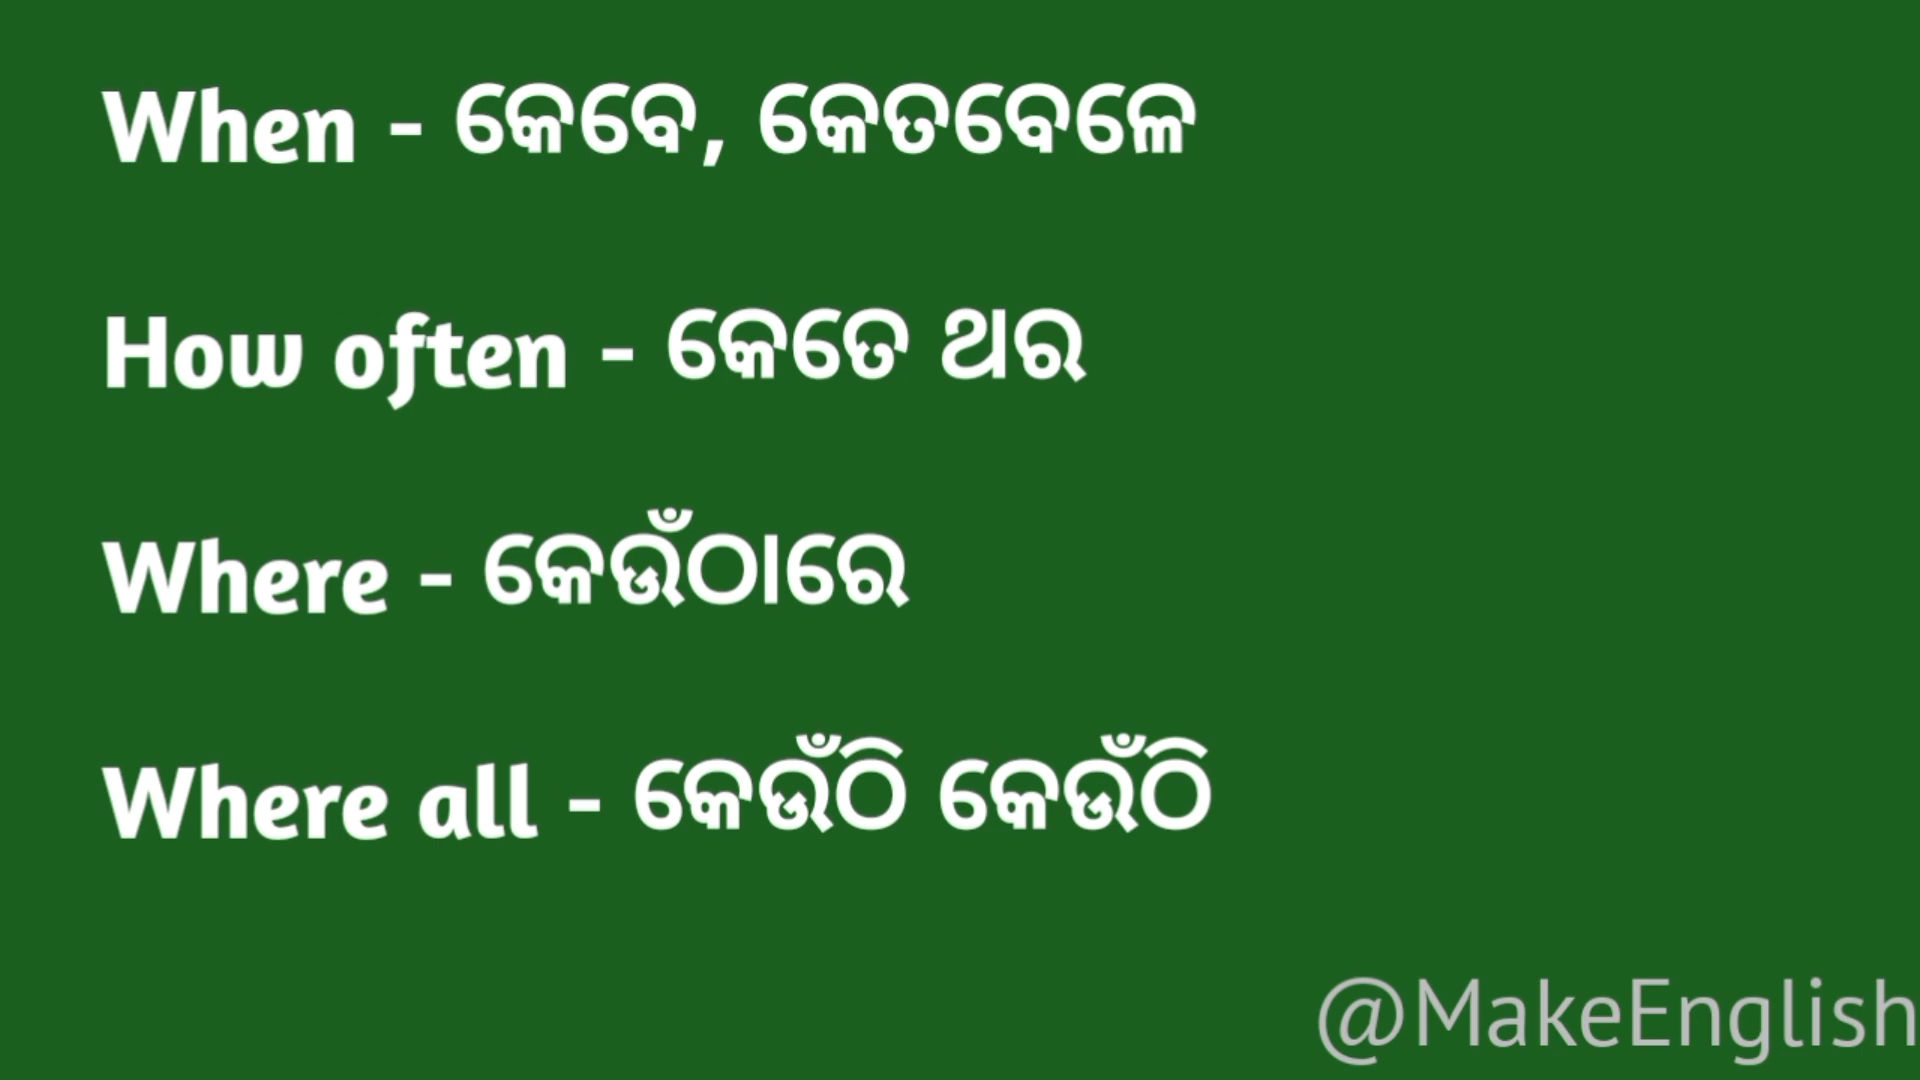 When - କେବେ, କେତବେଳେ
How often - କେତେ ଥର
Where - କେଉଁଠାରେ
Where all - କେଉଁଠି କେଉଁଠି
@MakeEnglish